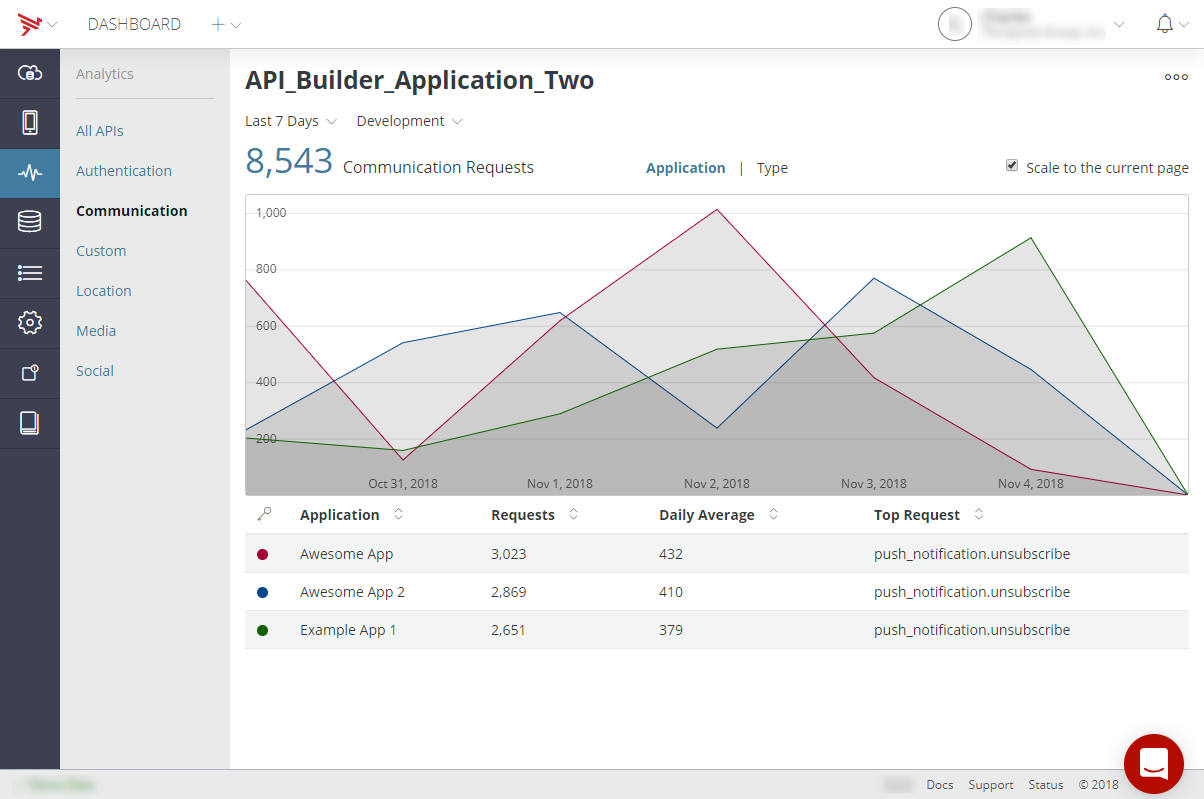 DASHBOARD
Analytics
All APIs
Authentication
Communication
Custom
Location
Media
Social
API_Builder_Application_Two
Last 7 Days Development
8,543 Communication Requests Application | Type Scale to the current page
1,000
800
600
400
200
Oct 31, 2018 Nov 1, 2018 Nov 2, 2018 Nov 3, 2018 Nov 4, 2018
Application Requests Daily Average Top Request
Awesome App 3,023 432 push_notification.unsubscribe
Awesome App 2 2,869 410 push_notification.unsubscribe
Example App 1 2,651 379 push_notification.unsubscribe
Docs Support Status © 2018